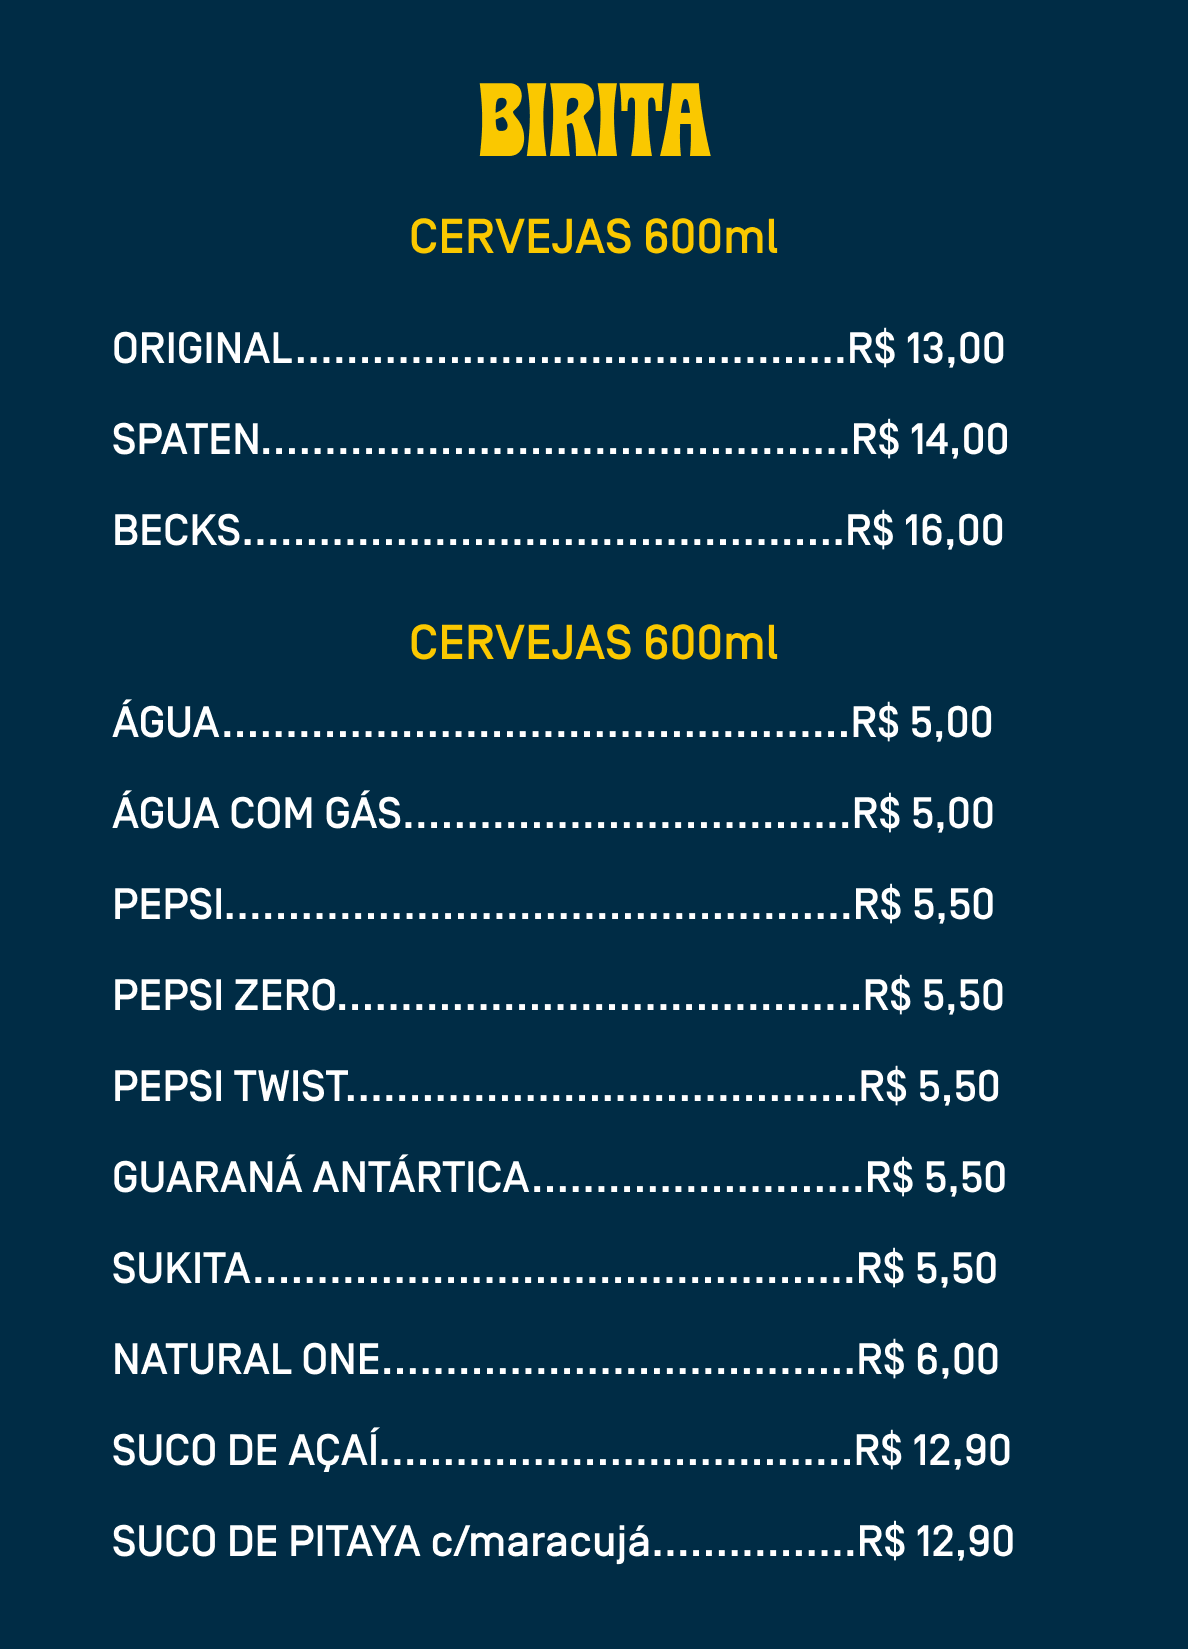 BIRITA
CERVEJAS 600ml
ORIGINAL...........................................R$ 13,00
SPATEN..............................................R$ 14,00
BECKS...............................................R$ 16,00
CERVEJAS 600ml
ÁGUA.................................................R$ 5,00
ÁGUA COM GÁS...................................R$ 5,00
PEPSI.................................................R$ 5,50
PEPSI ZERO.........................................R$ 5,50
PEPSI TWIST........................................R$ 5,50
GUARANÁ ANTÁRTICA..........................R$ 5,50
SUKITA...............................................R$ 5,50
NATURAL ONE.....................................R$ 6,00
SUCO DE AÇAÍ.....................................R$ 12,90
SUCO DE PITAYA c/maracujá................R$ 12,90